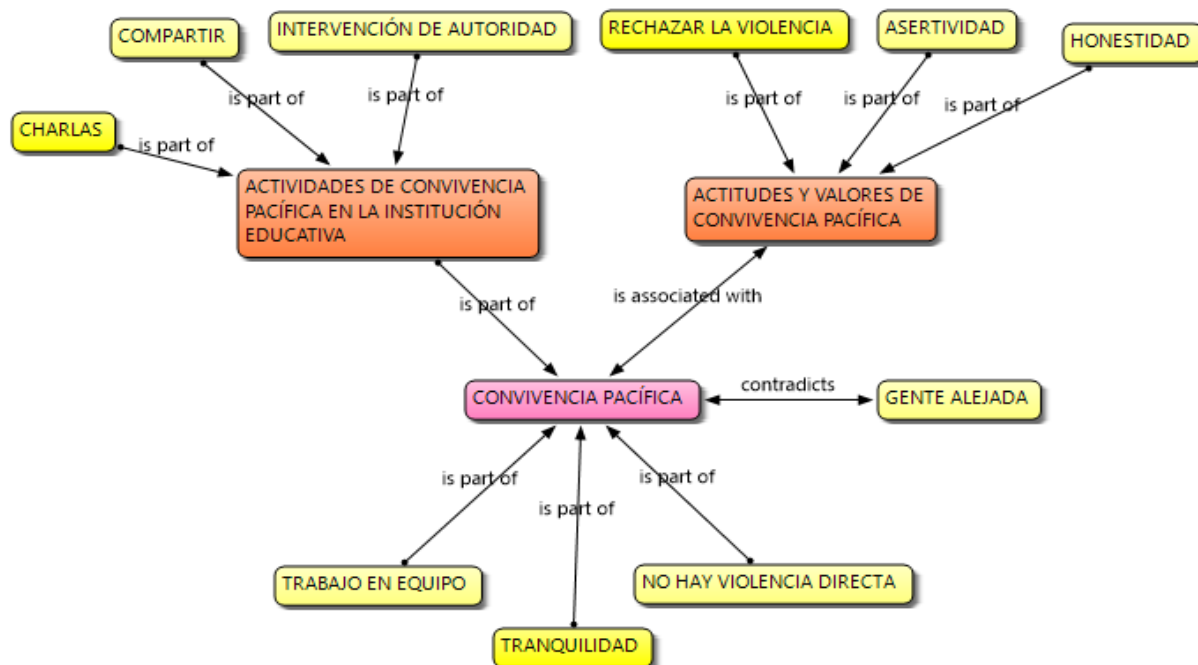 COMPARTIR
INTERVENCIÓN DE AUTORIDAD
RECHAZAR LA VIOLENCIA
ASERTIVIDAD
HONESTIDAD
is part of
is part of
is part of
is part of
is part of
CHARLAS
is part of
ACTIVIDADES DE CONVIVENCIA
PACÍFICA EN LA INSTITUCIÓN
EDUCATIVA
ACTITUDES Y VALORES DE
CONVIVENCIA PACÍFICA
is part of
is associated with
CONVIVENCIA PACÍFICA
contradicts
GENTE ALEJADA
is part of
is part of
is part of
TRABAJO EN EQUIPO
NO HAY VIOLENCIA DIRECTA
TRANQUILIDAD